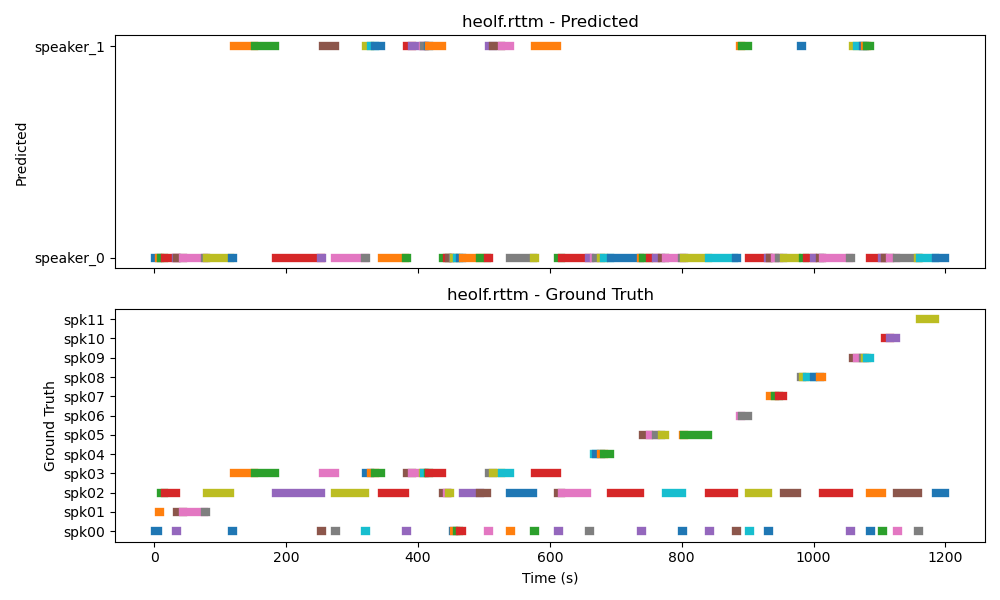 heolf.rttm - Predicted
speaker_1
Predicted
speaker_0
heolf.rttm - Ground Truth
spk11
spk10
spk09
spk08
spk07
spk06
spk05
spk04
spk03
spk02
spk01
spk00
Ground Truth
0 200 400 600 800 1000 1200
Time (s)